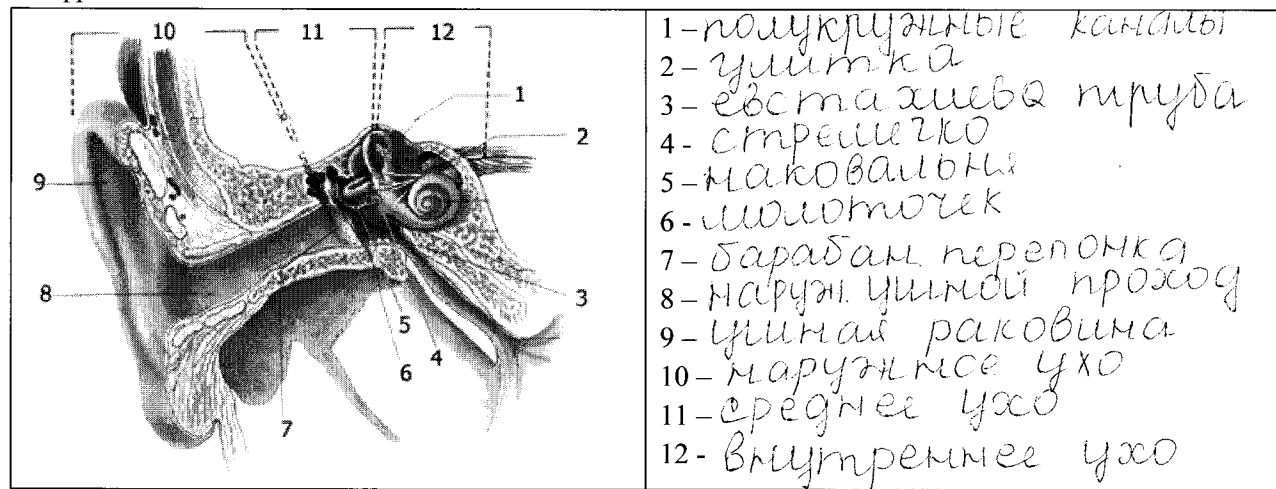 10 11 12
1
2
9
8
3
5
4
6
7
1 – полукружные каналы
2 – улитка
3 – евстахиева труба
4 – стремечко
5 – наковальня
6 – молоточек
7 – барабан. перепонка
8 – наруж. ушной проход
9 – ушная раковина
10 – наружное ухо
11 – среднее ухо
12 - внутреннее ухо